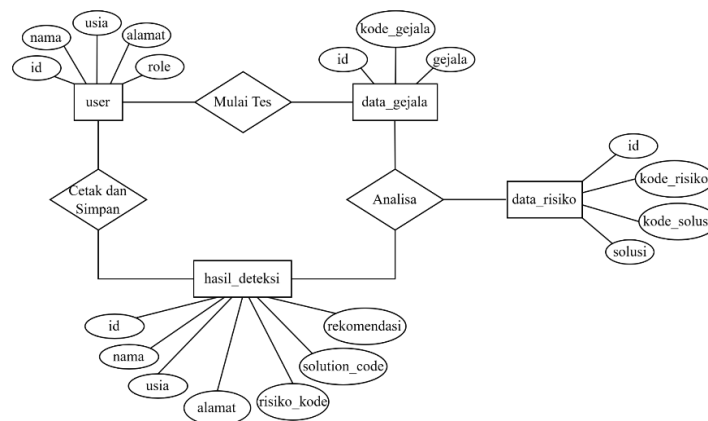 usia
nama
alamat
id
role
user
Mulai Tes
kode_gejala
id
gejala
data_gejala
Cetak dan
Simpan
Analisa
id
kode_risiko
data_risiko
kode_solusi
solusi
hasil_deteksi
id
nama
usia
alamat
risiko_kode
solution_code
rekomendasi